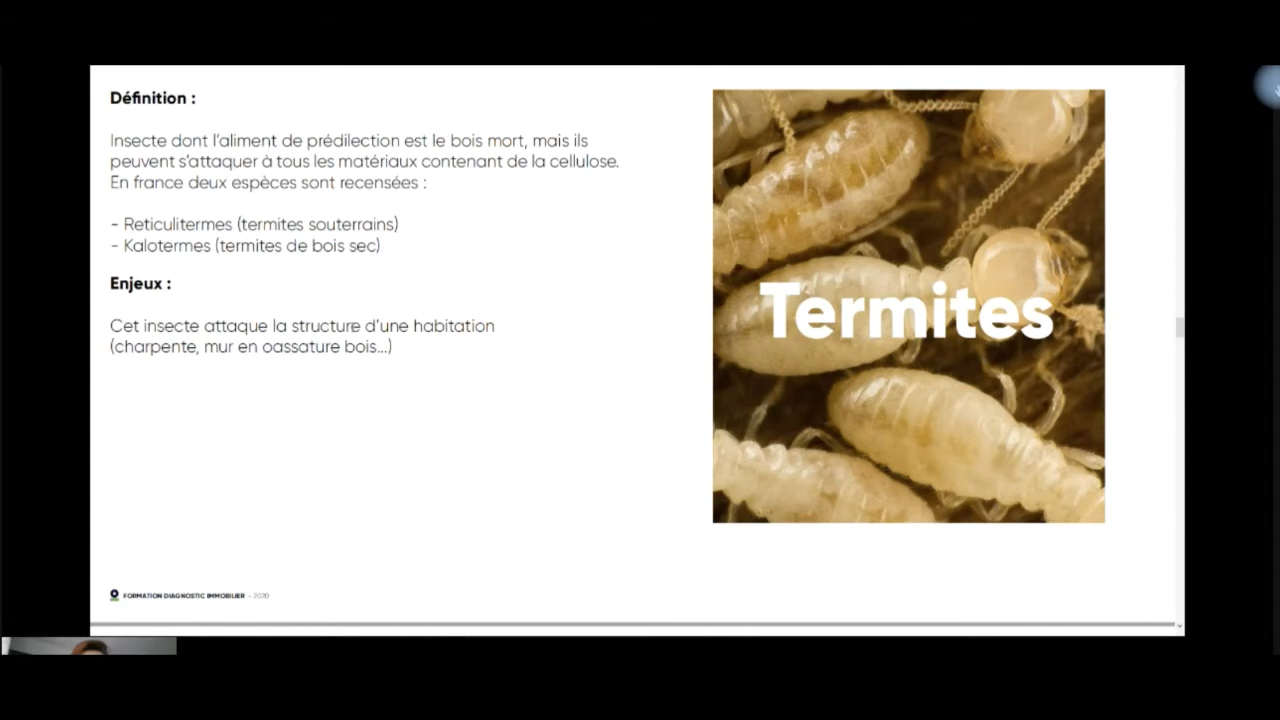 Définition :
Insecte dont l'aliment de prédilection est le bois mort, mais ils
peuvent s'attaquer à tous les matériaux contenant de la cellulose.
En france deux espèces sont recensées :
- Reticulitermes (termites souterrains)
- Kalotermes (termites de bois sec)
Enjeux :
Cet insecte attaque la structure d'une habitation
(charpente, mur en oassature bois...)
Termites
FORMATION DIAGNOSTIC IMMOBILIER - 2020